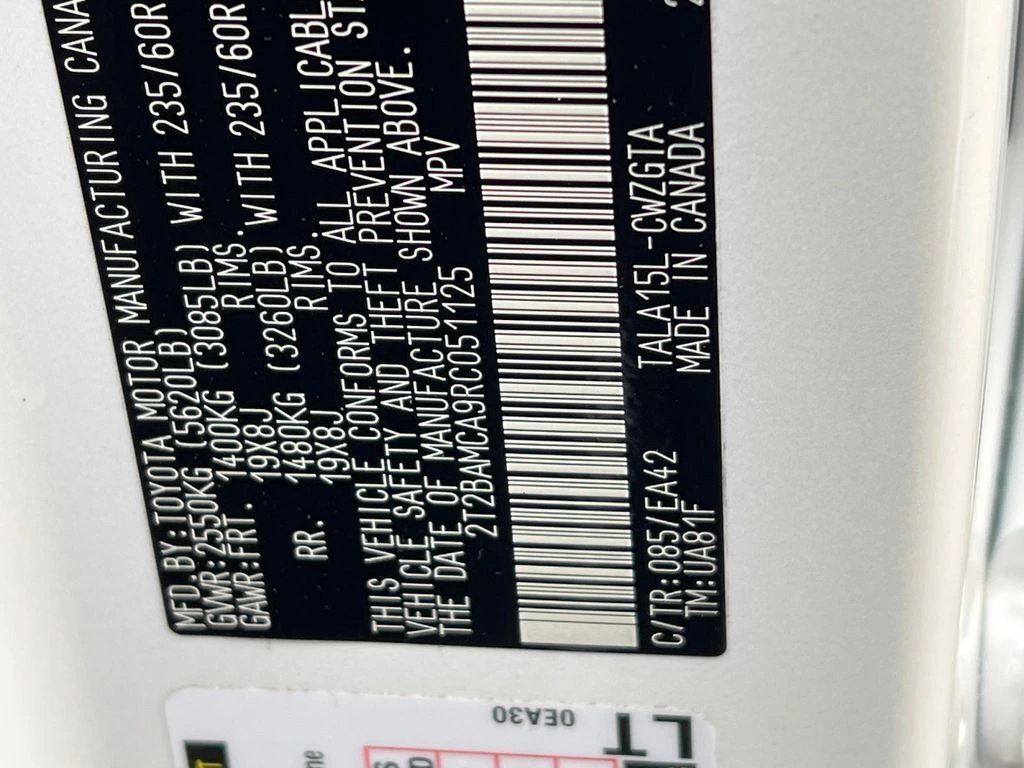 MFD.BY:TOYOTA MOTOR MANUFACTURING CANA
GVWR:2550KG (5620LB)
GAWR:FRT. 1400KG (3085LB) WITH 235/60R
19X8J RIMS.
RR. 1480KG (3260LB) WITH 235/60R
19X8J RIMS.
THIS VEHICLE CONFORMS TO ALL APPLICABL
VEHICLE SAFETY AND THEFT PREVENTION ST
THE DATE OF MANUFACTURE SHOWN ABOVE.
2T2BAMCA9RC051125 MPV
C/TR:085/EA42 TALA15L-CWZGTA
TM:UA81F MADE IN CANADA
0EA30